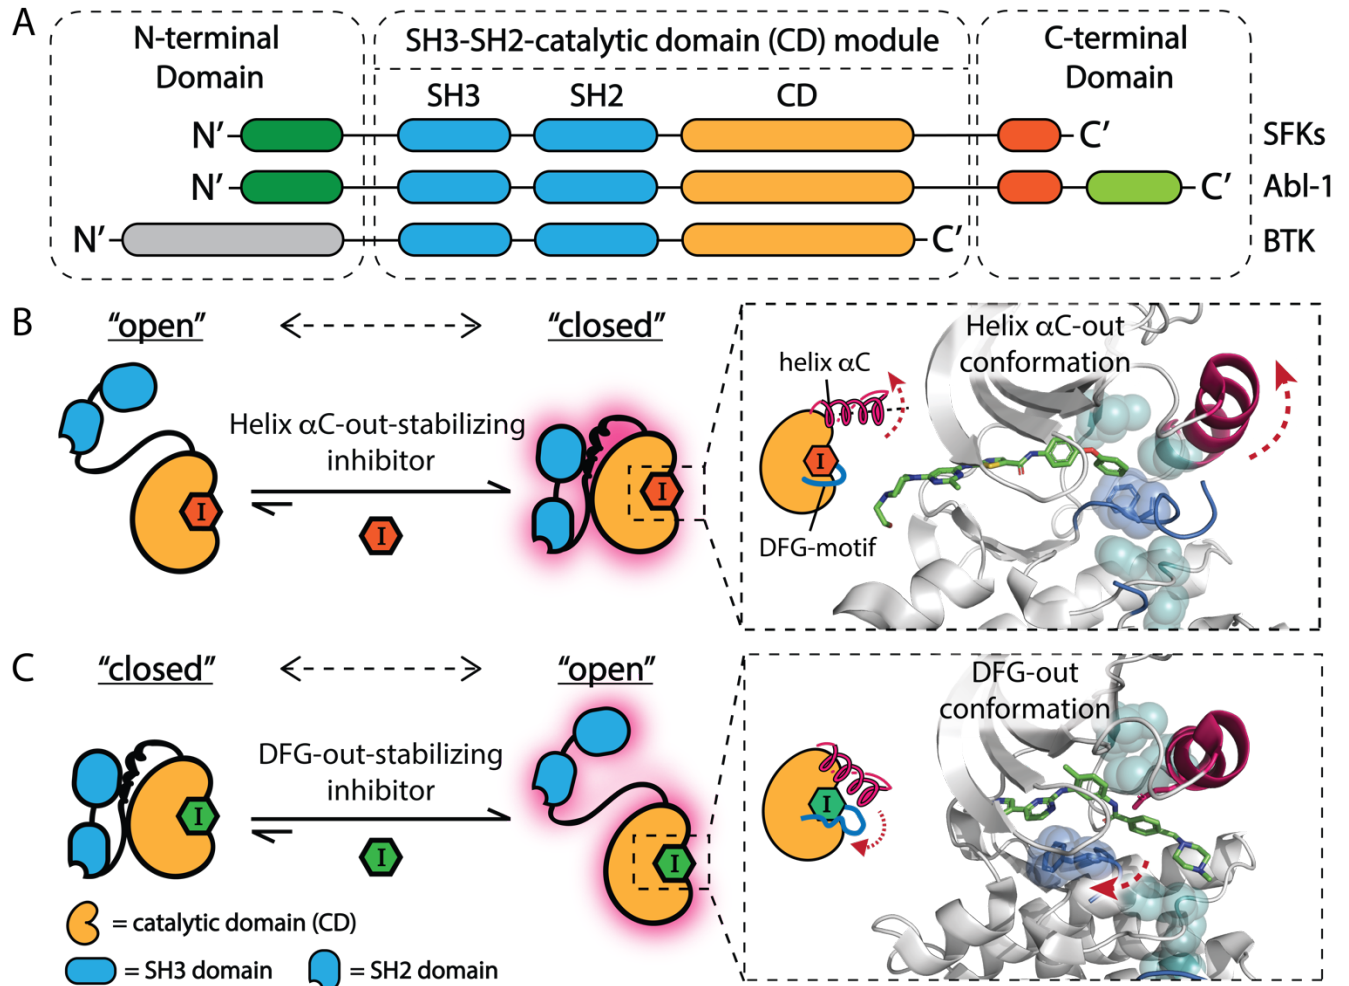 A
N-terminal
Domain
SH3-SH2-catalytic domain (CD) module
C-terminal
Domain
SH3 SH2 CD
N′ C′ SFKs
N′ C′ Abl-1
N′ C′ BTK
B
“open” “closed”
Helix αC-out-stabilizing
inhibitor
I
I
I
helix αC
I
DFG-motif
Helix αC-out
conformation
C
“closed” “open”
DFG-out-stabilizing
inhibitor
I
I
I
I
DFG-out
conformation
= catalytic domain (CD)
= SH3 domain = SH2 domain